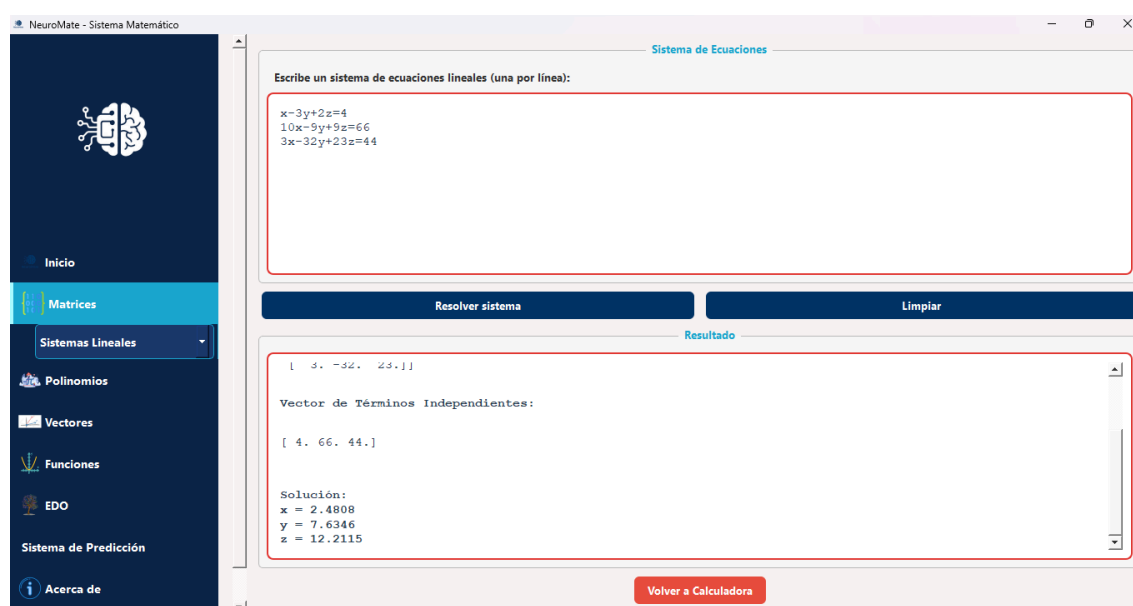 NeuroMate - Sistema Matemático
Inicio
Matrices
Sistemas Lineales
Polinomios
Vectores
Funciones
EDO
Sistema de Predicción
Acerca de
Sistema de Ecuaciones
Escribe un sistema de ecuaciones lineales (una por línea):
x-3y+2z=4
10x-9y+9z=66
3x-32y+23z=44
Resolver sistema
Limpiar
Resultado
[ 3. -32. 23.]]
Vector de Términos Independientes:
[ 4. 66. 44.]
Solución:
x = 2.4808
y = 7.6346
z = 12.2115
Volver a Calculadora